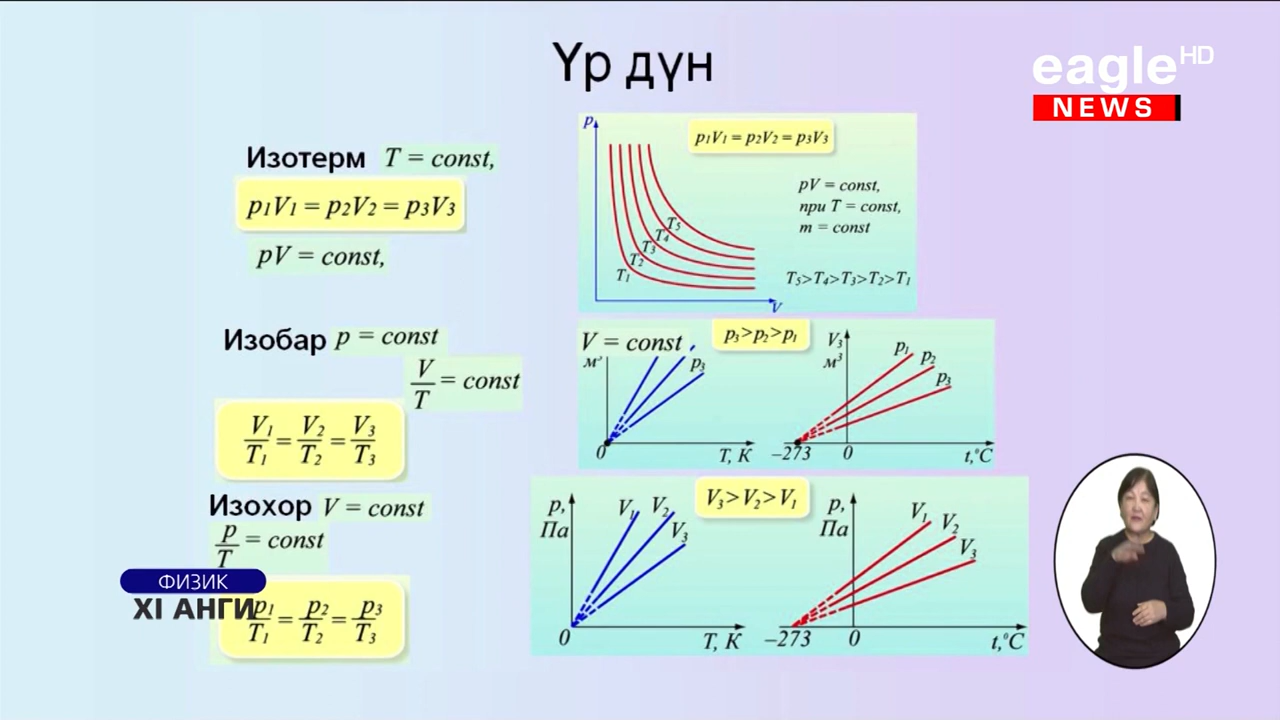 Үр дүн
eagle HD
NEWS
Изотерм T = const,
p₁V₁ = p₂V₂ = p₃V₃
pV = const,
p
p₁V₁ = p₂V₂ = p₃V₃
pV = const,
при T = const,
m = const
T₅
T₄
T₃
T₂
T₁
T₅>T₄>T₃>T₂>T₁
V
Изобар p = const
V/T = const
V₁/T₁ = V₂/T₂ = V₃/T₃
V = const
p₃>p₂>p₁
м³
p₃
0
T, К
V₃
м³
p₁
p₂
p₃
−273
0
t,°C
Изохор V = const
p/T = const
ФИЗИК
XI АНГИ
p₁/T₁ = p₂/T₂ = p₃/T₃
p,
Па
V₁
V₂
V₃
V₃>V₂>V₁
0
T, К
p,
Па
V₁
V₂
V₃
−273
0
t,°C